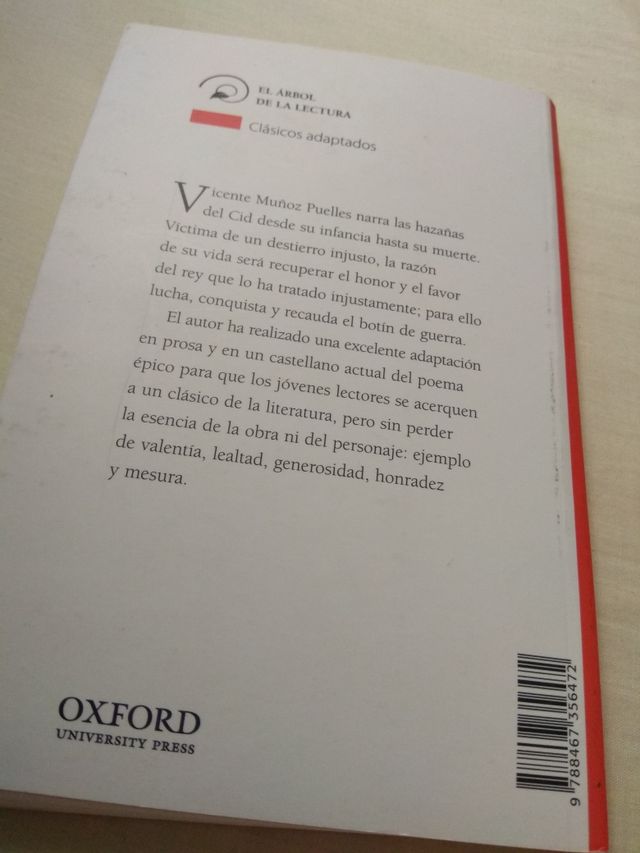 EL ÁRBOL
DE LA LECTURA
Clásicos adaptados
Vicente Muñoz Puelles narra las hazañas
del Cid desde su infancia hasta su muerte.
Víctima de un destierro injusto, la razón
de su vida será recuperar el honor y el favor
del rey que lo ha tratado injustamente; para ello
lucha, conquista y recauda el botín de guerra.
El autor ha realizado una excelente adaptación
en prosa y en un castellano actual del poema
épico para que los jóvenes lectores se acerquen
a un clásico de la literatura, pero sin perder
la esencia de la obra ni del personaje: ejemplo
de valentía, lealtad, generosidad, honradez
y mesura.
OXFORD
UNIVERSITY PRESS
9 788467 356472